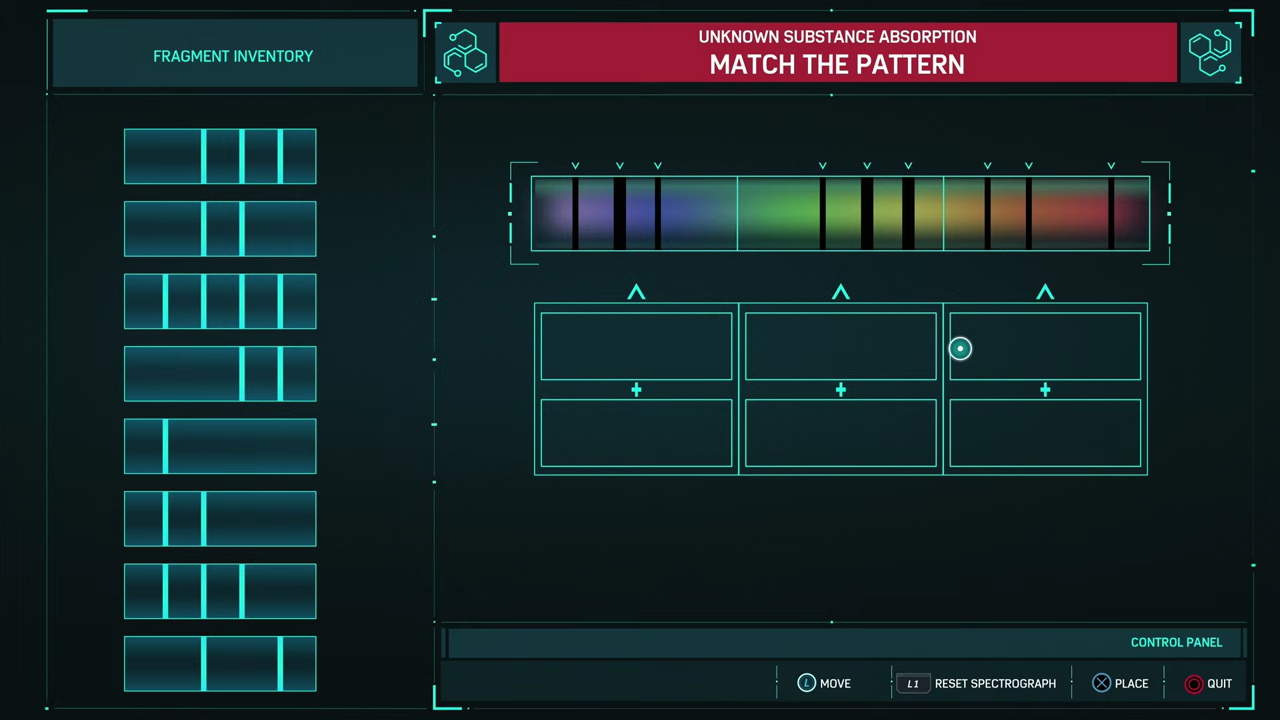 FRAGMENT INVENTORY
UNKNOWN SUBSTANCE ABSORPTION
MATCH THE PATTERN
CONTROL PANEL
L MOVE
L1 RESET SPECTROGRAPH
PLACE
QUIT